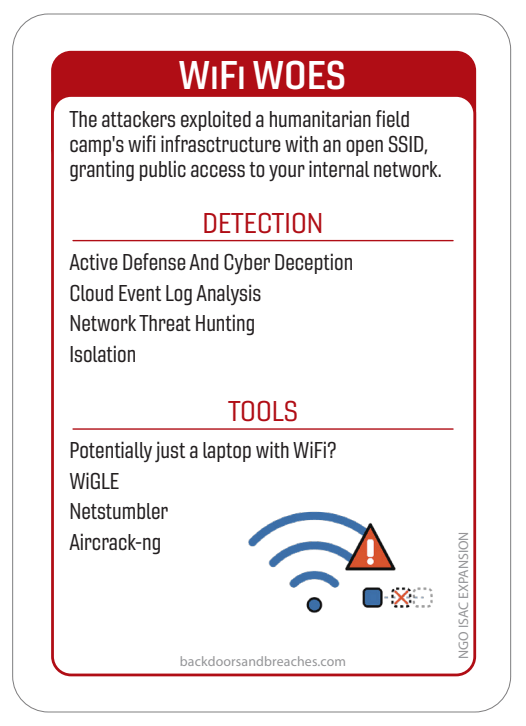 WiFi WOES
The attackers exploited a humanitarian field
camp's wifi infrasctructure with an open SSID,
granting public access to your internal network.
DETECTION
Active Defense And Cyber Deception
Cloud Event Log Analysis
Network Threat Hunting
Isolation
TOOLS
Potentially just a laptop with WiFi?
WiGLE
Netstumbler
Aircrack-ng
NGO ISAC EXPANSION
backdoorsandbreaches.com